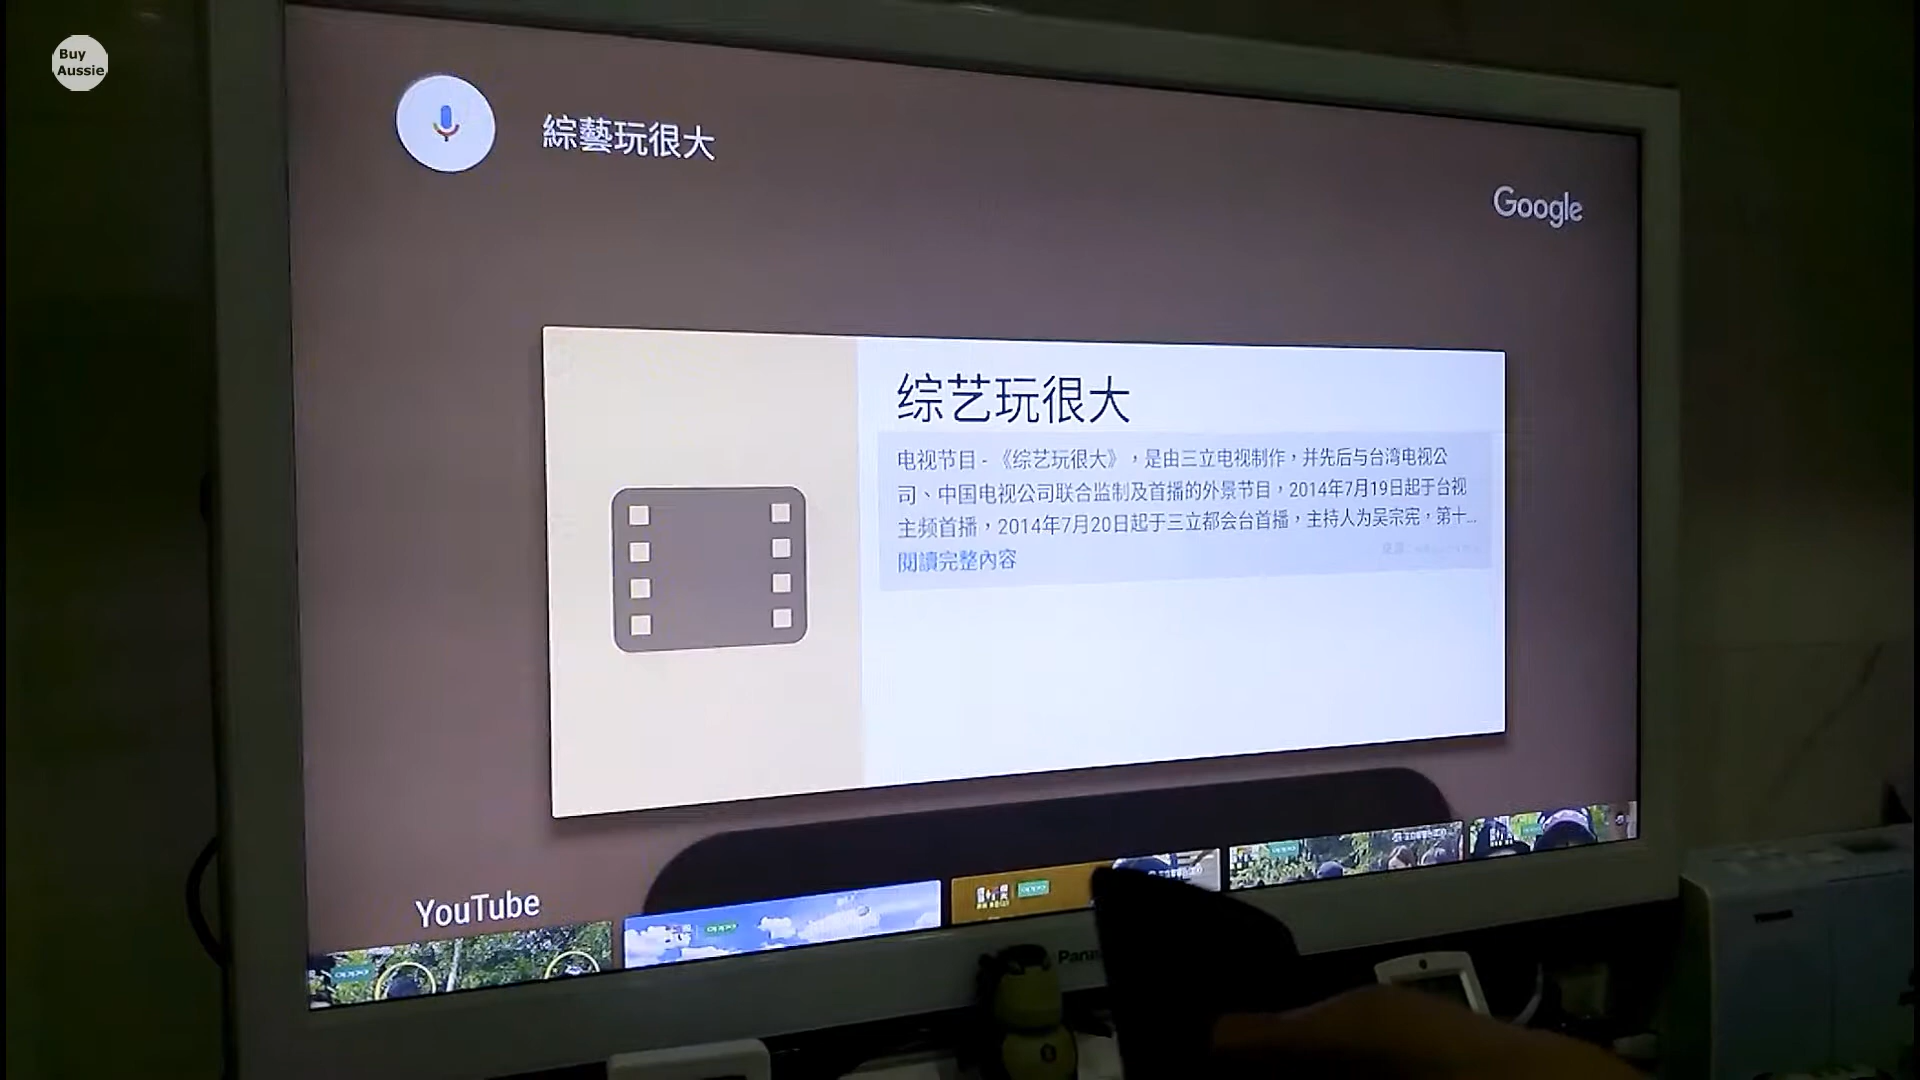 Buy
Aussie
綜藝玩很大
Google
综艺玩很大
电视节目 - 《综艺玩很大》，是由三立电视制作，并先后与台湾电视公
司、中国电视公司联合监制及首播的外景节目，2014年7月19日起于台视
主频首播，2014年7月20日起于三立都会台首播，主持人为吴宗宪，第十...
閱讀完整內容
YouTube
oppo
oppo
oppo